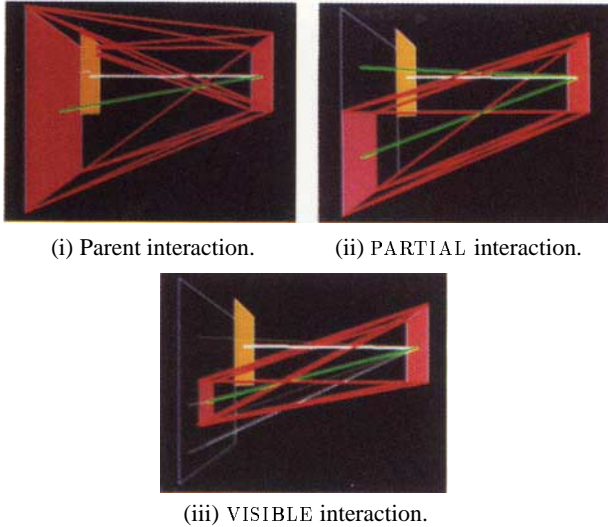 (i) Parent interaction.
(ii) PARTIAL interaction.
(iii) VISIBLE interaction.